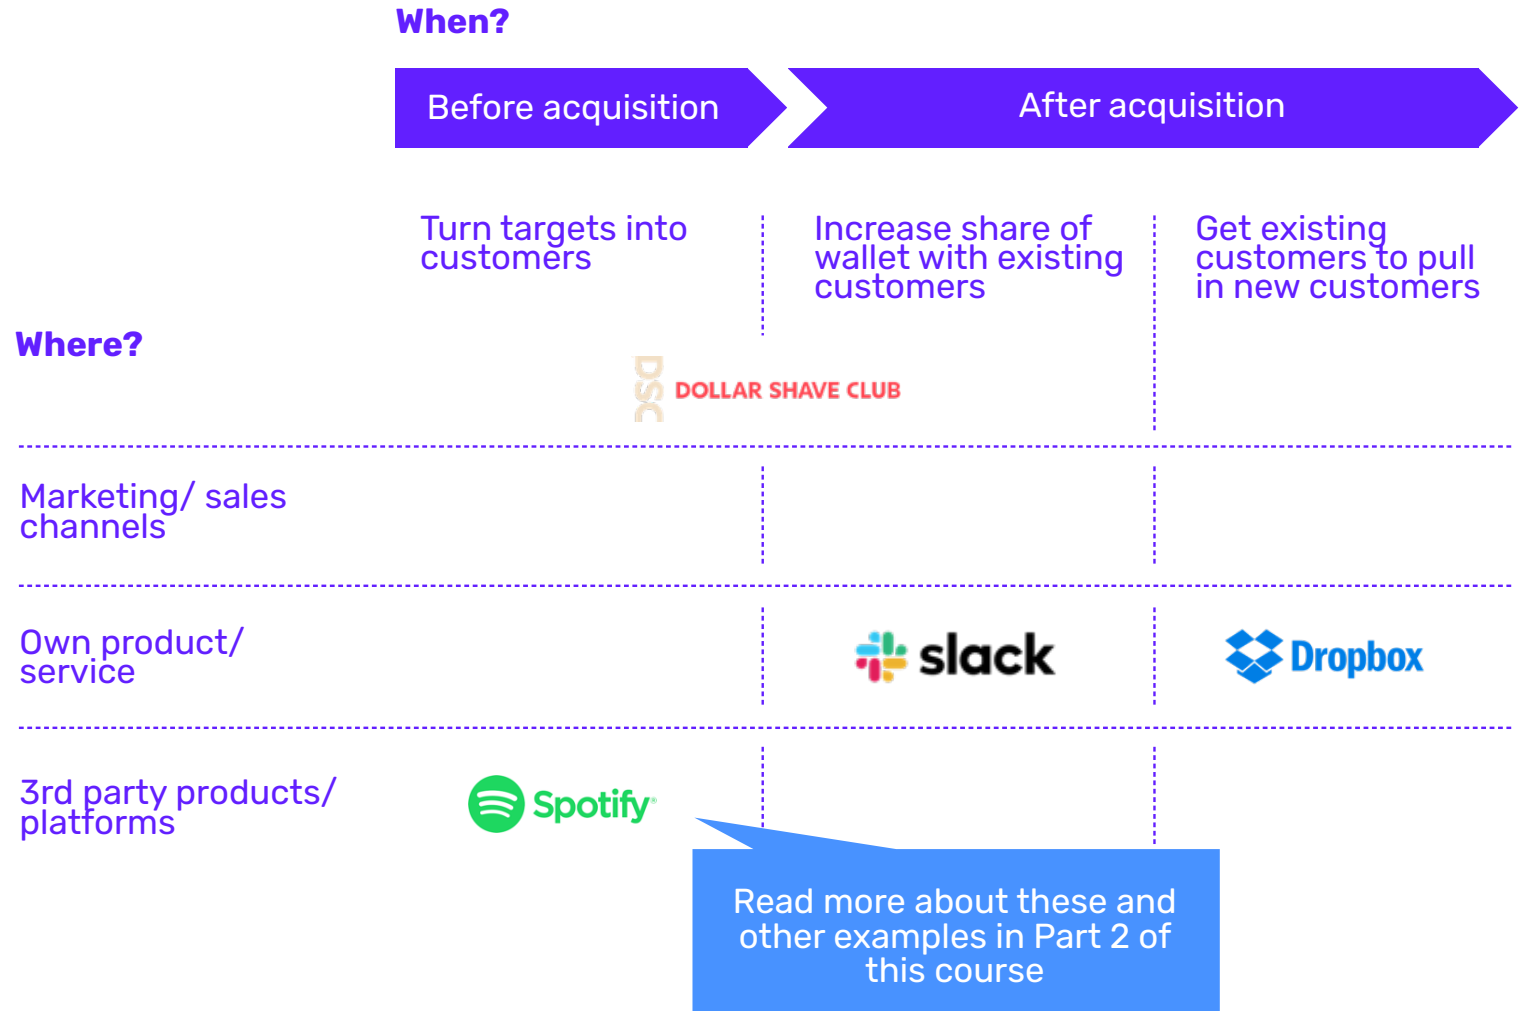 When?
Before acquisition
After acquisition
Turn targets into
customers
Increase share of
wallet with existing
customers
Get existing
customers to pull
in new customers
Where?
DSC
DOLLAR SHAVE CLUB
Marketing/ sales
channels
Own product/
service
slack
Dropbox
3rd party products/
platforms
Spotify®
Read more about these and
other examples in Part 2 of
this course